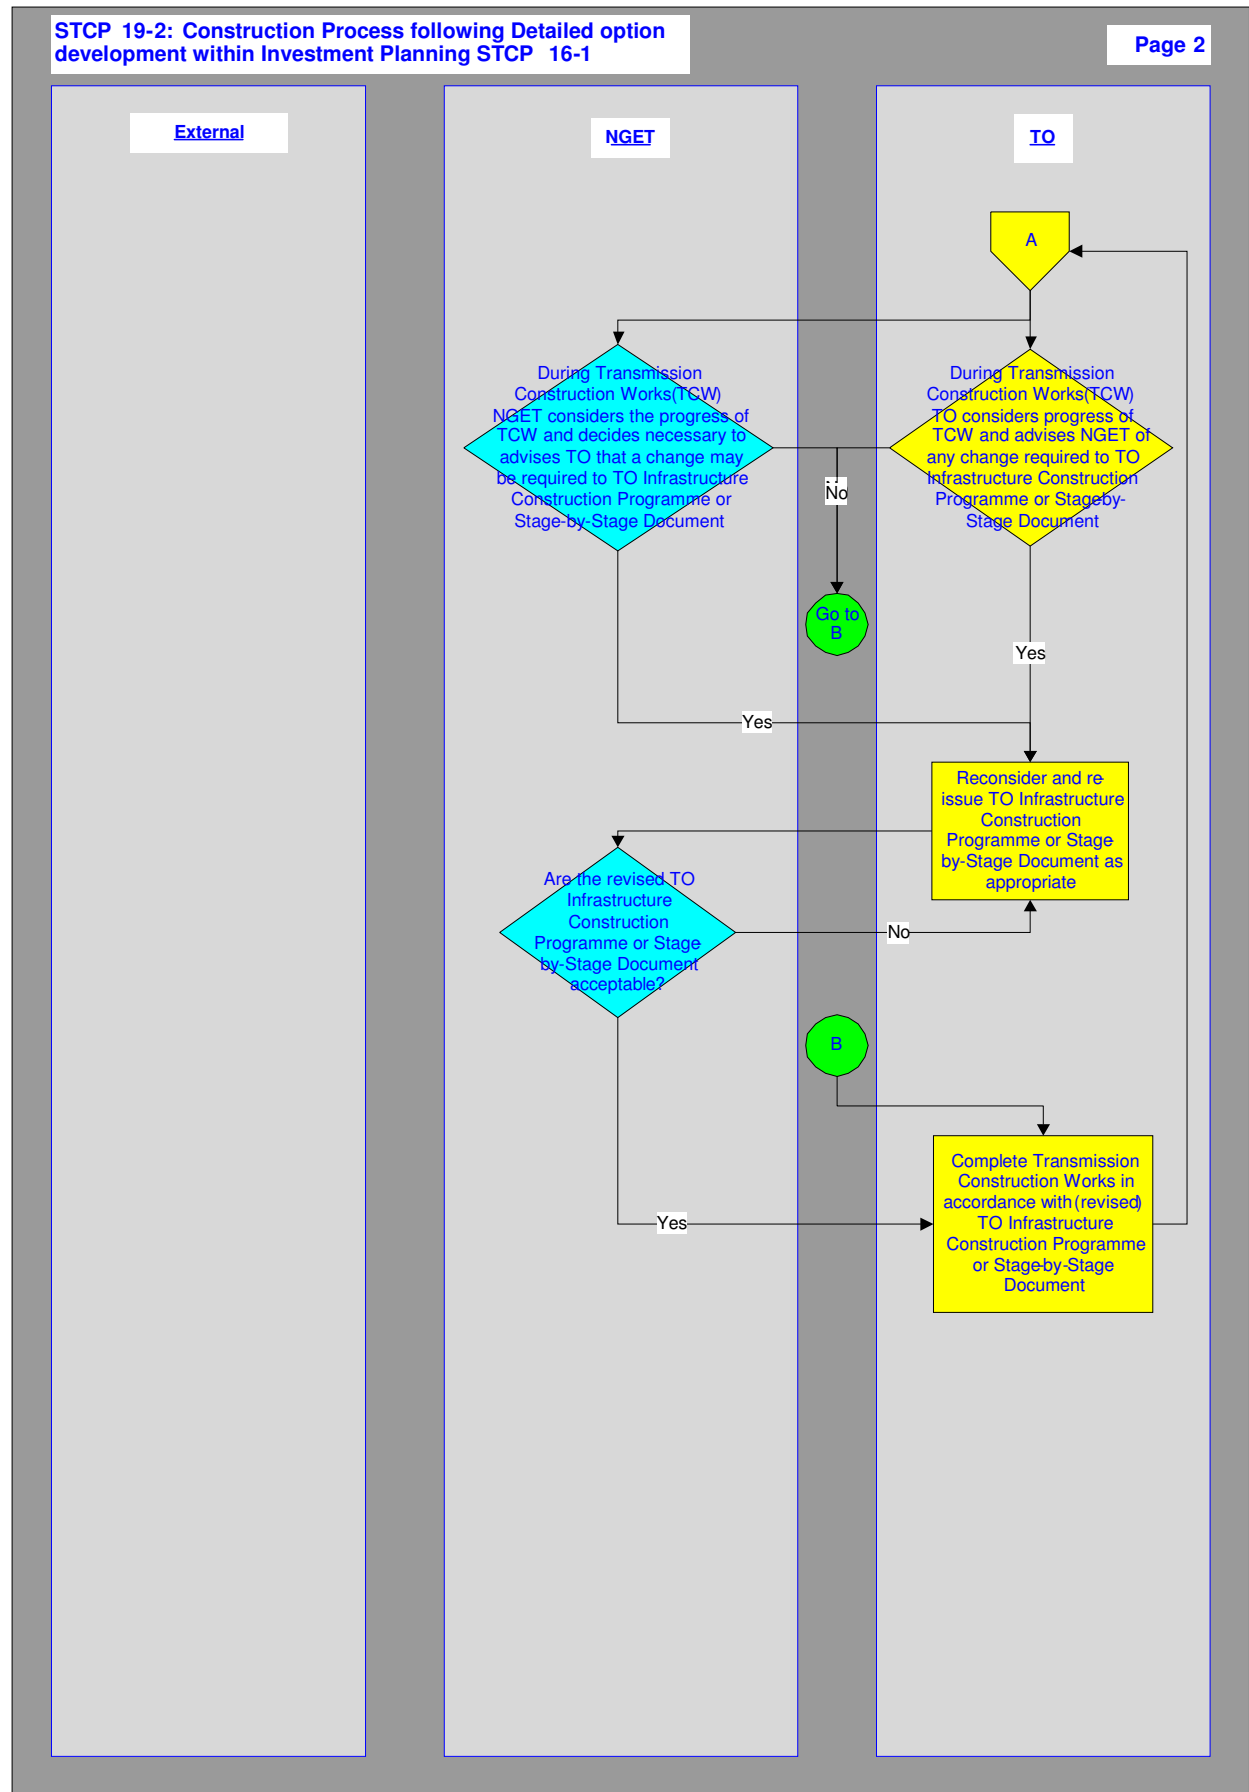 STCP 19-2: Construction Process following Detailed option
development within Investment Planning STCP 16-1
Page 2
External
NGET
TO
A
During Transmission
Construction Works(TCW)
NGET considers the progress of
TCW and decides necessary to
advises TO that a change may
be required to TO Infrastructure
Construction Programme or
Stage-by-Stage Document
During Transmission
Construction Works(TCW)
TO considers progress of
TCW and advises NGET of
any change required to TO
Infrastructure Construction
Programme or Stageby-
Stage Document
No
Go to
B
Yes
Yes
Reconsider and re
issue TO Infrastructure
Construction
Programme or Stage
by-Stage Document as
appropriate
Are the revised TO
Infrastructure
Construction
Programme or Stage
by-Stage Document
acceptable?
No
B
Complete Transmission
Construction Works in
accordance with (revised)
TO Infrastructure
Construction Programme
or Stageby-Stage
Document
Yes